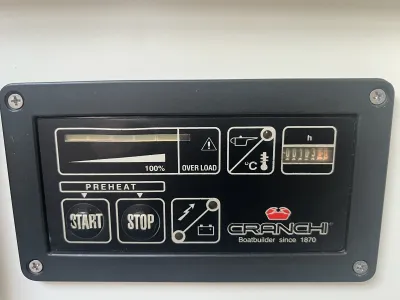 h
100%
OVER LOAD
°C
PREHEAT
START
STOP
CRANCHI
Boatbuilder since 1870